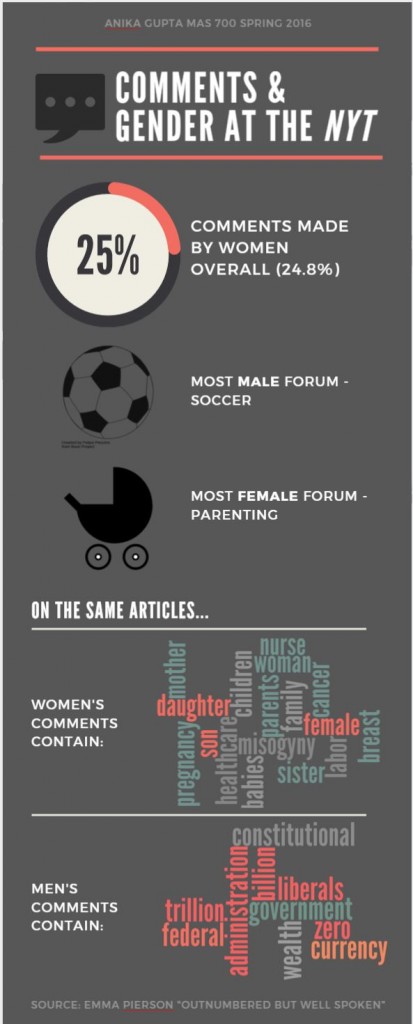 ANIKA GUPTA MAS 700 SPRING 2016
COMMENTS &
GENDER AT THE NYT
25%
COMMENTS MADE
BY WOMEN
OVERALL (24.8%)
MOST MALE FORUM -
SOCCER
MOST FEMALE FORUM -
PARENTING
ON THE SAME ARTICLES...
WOMEN'S
COMMENTS
CONTAIN:
mother
daughter
pregnancy
son
healthcare
children
babies
misogyny
nurse
woman
parents
family
cancer
female
sister
labor
breast
MEN'S
COMMENTS
CONTAIN:
constitutional
administration
billion
liberals
trillion
government
federal
wealth
zero
currency
SOURCE: EMMA PIERSON "OUTNUMBERED BUT WELL SPOKEN"